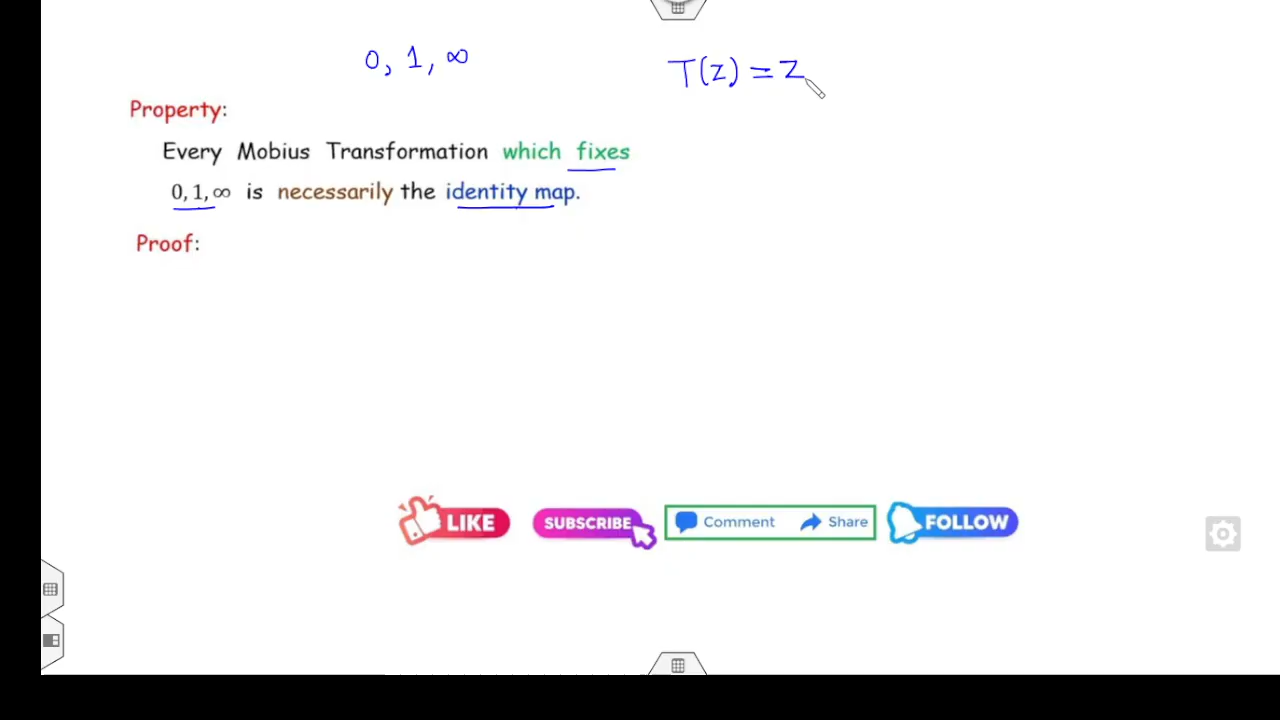 0, 1, ∞
T(z) = z
Property:
Every Mobius Transformation which fixes
0, 1, ∞ is necessarily the identity map.
Proof:
LIKE
SUBSCRIBE
Comment Share
FOLLOW